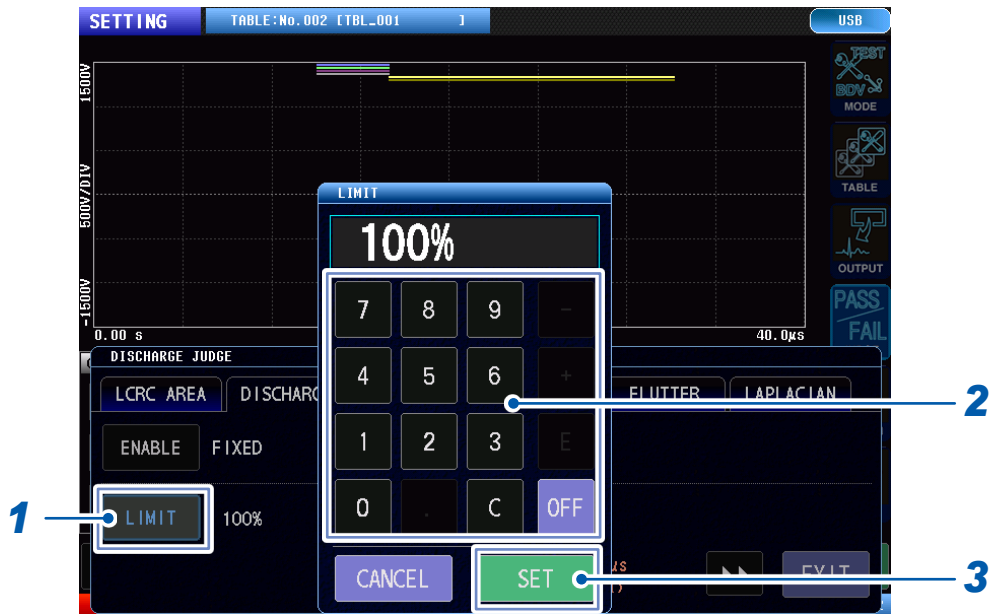 SETTING TABLE:No.002 [TBL_001 ] USB
1500V
500V/DIV
-1500V
0.00 s 40.0µs
TEST
BDV
MODE
TABLE
OUTPUT
PASS
FAIL
LIMIT
100%
7 8 9 -
4 5 6 +
1 2 3 E
0 . C OFF
CANCEL SET
DISCHARGE JUDGE
LCRC AREA DISCHARG FLUTTER LAPLACIAN
ENABLE FIXED
LIMIT 100%
µs
EXIT
1
2
3